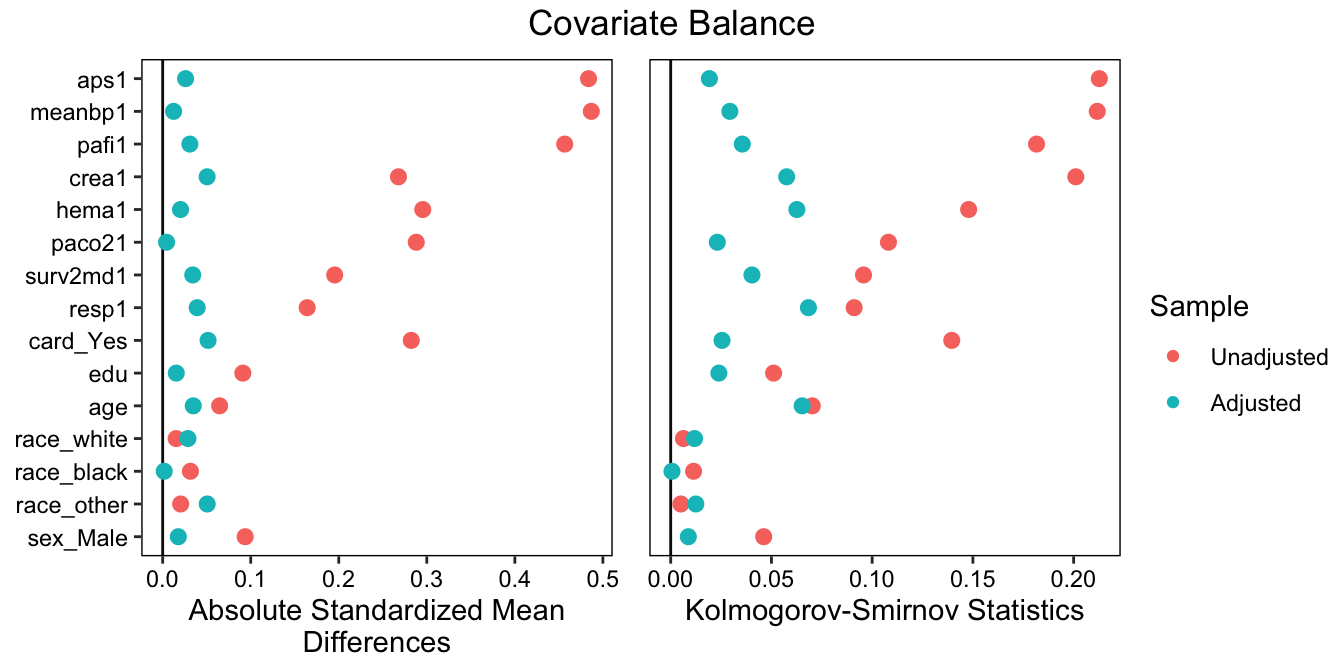 Covariate Balance
aps1
meanbp1
pafi1
crea1
hema1
paco21
surv2md1
resp1
card_Yes
edu
age
race_white
race_black
race_other
sex_Male
0.0 0.1 0.2 0.3 0.4 0.5
Absolute Standardized Mean
Differences
0.00 0.05 0.10 0.15 0.20
Kolmogorov-Smirnov Statistics
Sample
Unadjusted
Adjusted